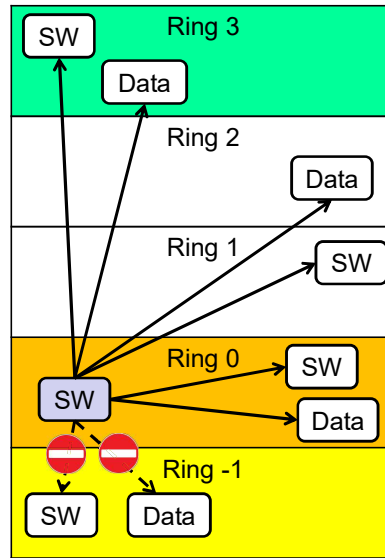 Ring 3
SW
Data
Ring 2
Data
Ring 1
SW
Ring 0
SW
SW
Data
Ring -1
SW
Data